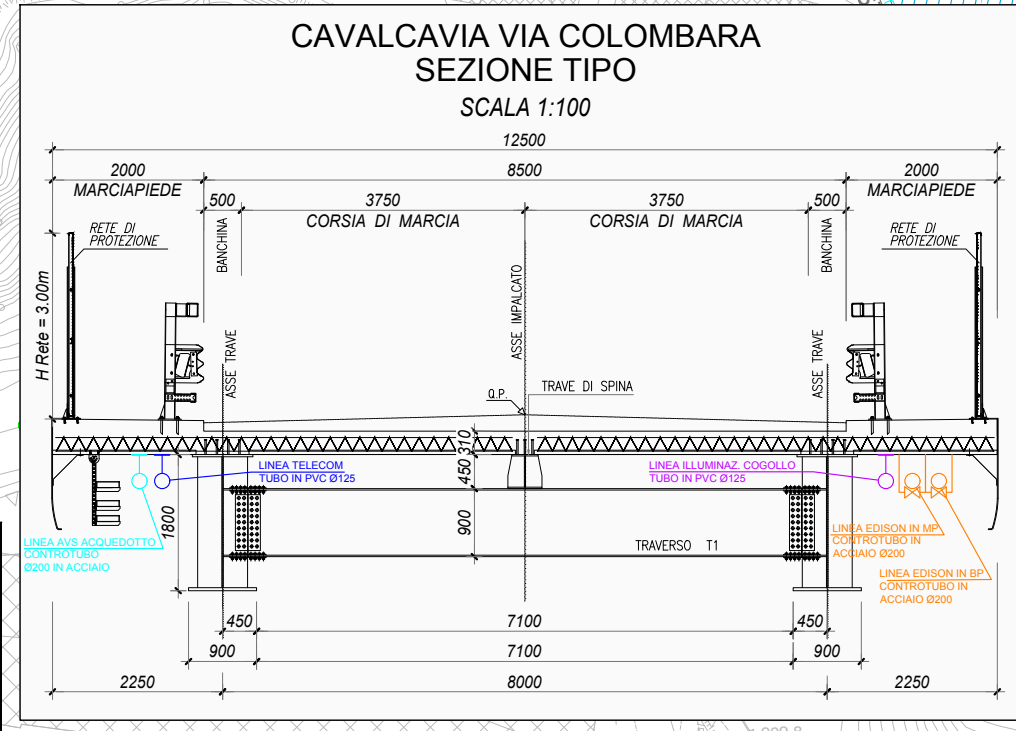 CAVALCAVIA VIA COLOMBARA
SEZIONE TIPO
SCALA 1:100
12500
2000
8500
2000
MARCIAPIEDE
MARCIAPIEDE
500
3750
3750
500
CORSIA DI MARCIA
CORSIA DI MARCIA
RETE DI
PROTEZIONE
BANCHINA
BANCHINA
RETE DI
PROTEZIONE
H Rete = 3.00m
ASSE TRAVE
ASSE IMPALCATO
ASSE TRAVE
Q.P.
TRAVE DI SPINA
310
450
900
1800
LINEA TELECOM
TUBO IN PVC Ø125
LINEA ILLUMINAZ. COGOLLO
TUBO IN PVC Ø125
LINEA AVS ACQUEDOTTO
CONTROTUBO
Ø200 IN ACCIAIO
TRAVERSO T1
LINEA EDISON IN MP
CONTROTUBO IN
ACCIAIO Ø200
LINEA EDISON IN BP
CONTROTUBO IN
ACCIAIO Ø200
450
7100
450
900
7100
900
2250
8000
2250